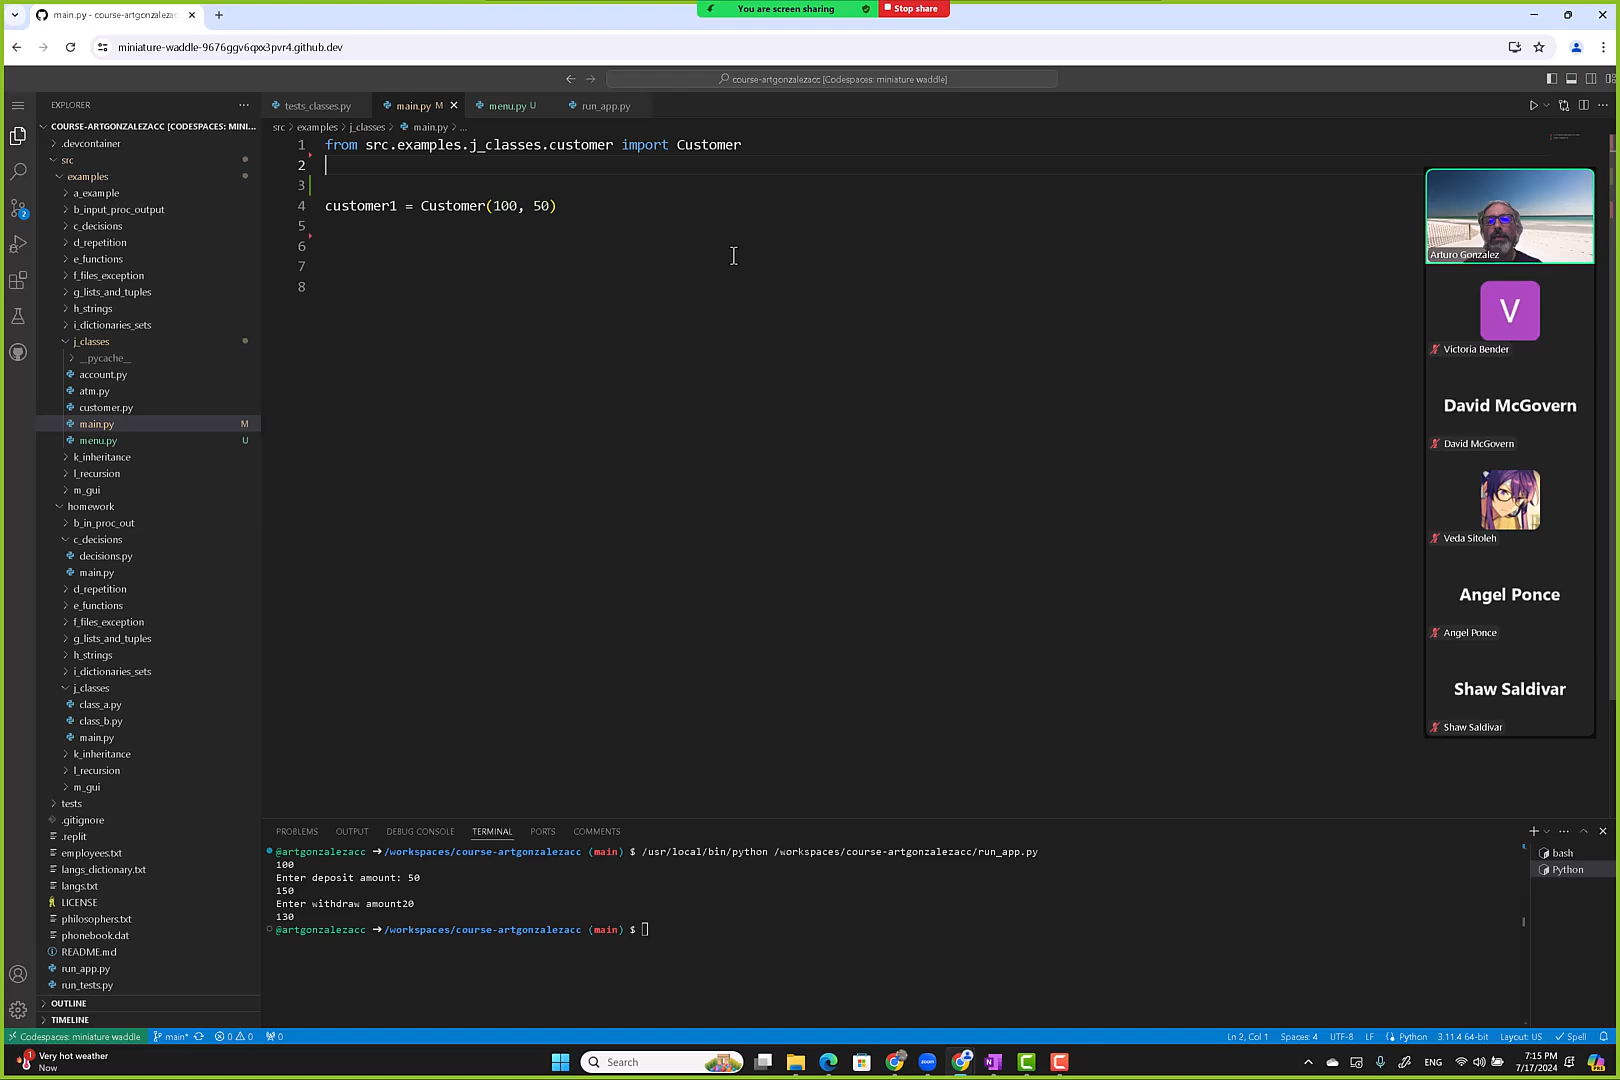 You are screen sharing
Stop share
main.py - course-artgonzalezac
miniature-waddle-9676ggv6qxx3pvr4.github.dev
course-artgonzalezacc [Codespaces: miniature waddle]
EXPLORER
COURSE-ARTGONZALEZACC [CODESPACES: MINI...
.devcontainer
src
examples
a_example
b_input_proc_output
c_decisions
d_repetition
e_functions
f_files_exception
g_lists_and_tuples
h_strings
i_dictionaries_sets
j_classes
__pycache__
account.py
atm.py
customer.py
main.py M
menu.py U
k_inheritance
l_recursion
m_gui
homework
b_in_proc_out
c_decisions
decisions.py
main.py
d_repetition
e_functions
f_files_exception
g_lists_and_tuples
h_strings
i_dictionaries_sets
j_classes
class_a.py
class_b.py
main.py
k_inheritance
l_recursion
m_gui
tests
.gitignore
.replit
employees.txt
langs_dictionary.txt
langs.txt
LICENSE
philosophers.txt
phonebook.dat
README.md
run_app.py
run_tests.py
OUTLINE
TIMELINE
2
tests_classes.py main.py M menu.py U run_app.py
src > examples > j_classes > main.py > ...
1 from src.examples.j_classes.customer import Customer
2
3
4 customer1 = Customer(100, 50)
5
6
7
8
Arturo Gonzalez
V
Victoria Bender
David McGovern
David McGovern
Veda Sitoleh
Angel Ponce
Angel Ponce
Shaw Saldivar
Shaw Saldivar
PROBLEMS OUTPUT DEBUG CONSOLE TERMINAL PORTS COMMENTS
@artgonzalezacc ➜ /workspaces/course-artgonzalezacc (main) $ /usr/local/bin/python /workspaces/course-artgonzalezacc/run_app.py
100
Enter deposit amount: 50
150
Enter withdraw amount20
130
@artgonzalezacc ➜ /workspaces/course-artgonzalezacc (main) $
bash
Python
Codespaces: miniature waddle main* 0 0 0
Ln 2, Col 1 Spaces: 4 UTF-8 LF Python 3.11.4 64-bit Layout: US Spell
1
Very hot weather
Now
Search
ENG
7:15 PM
7/17/2024